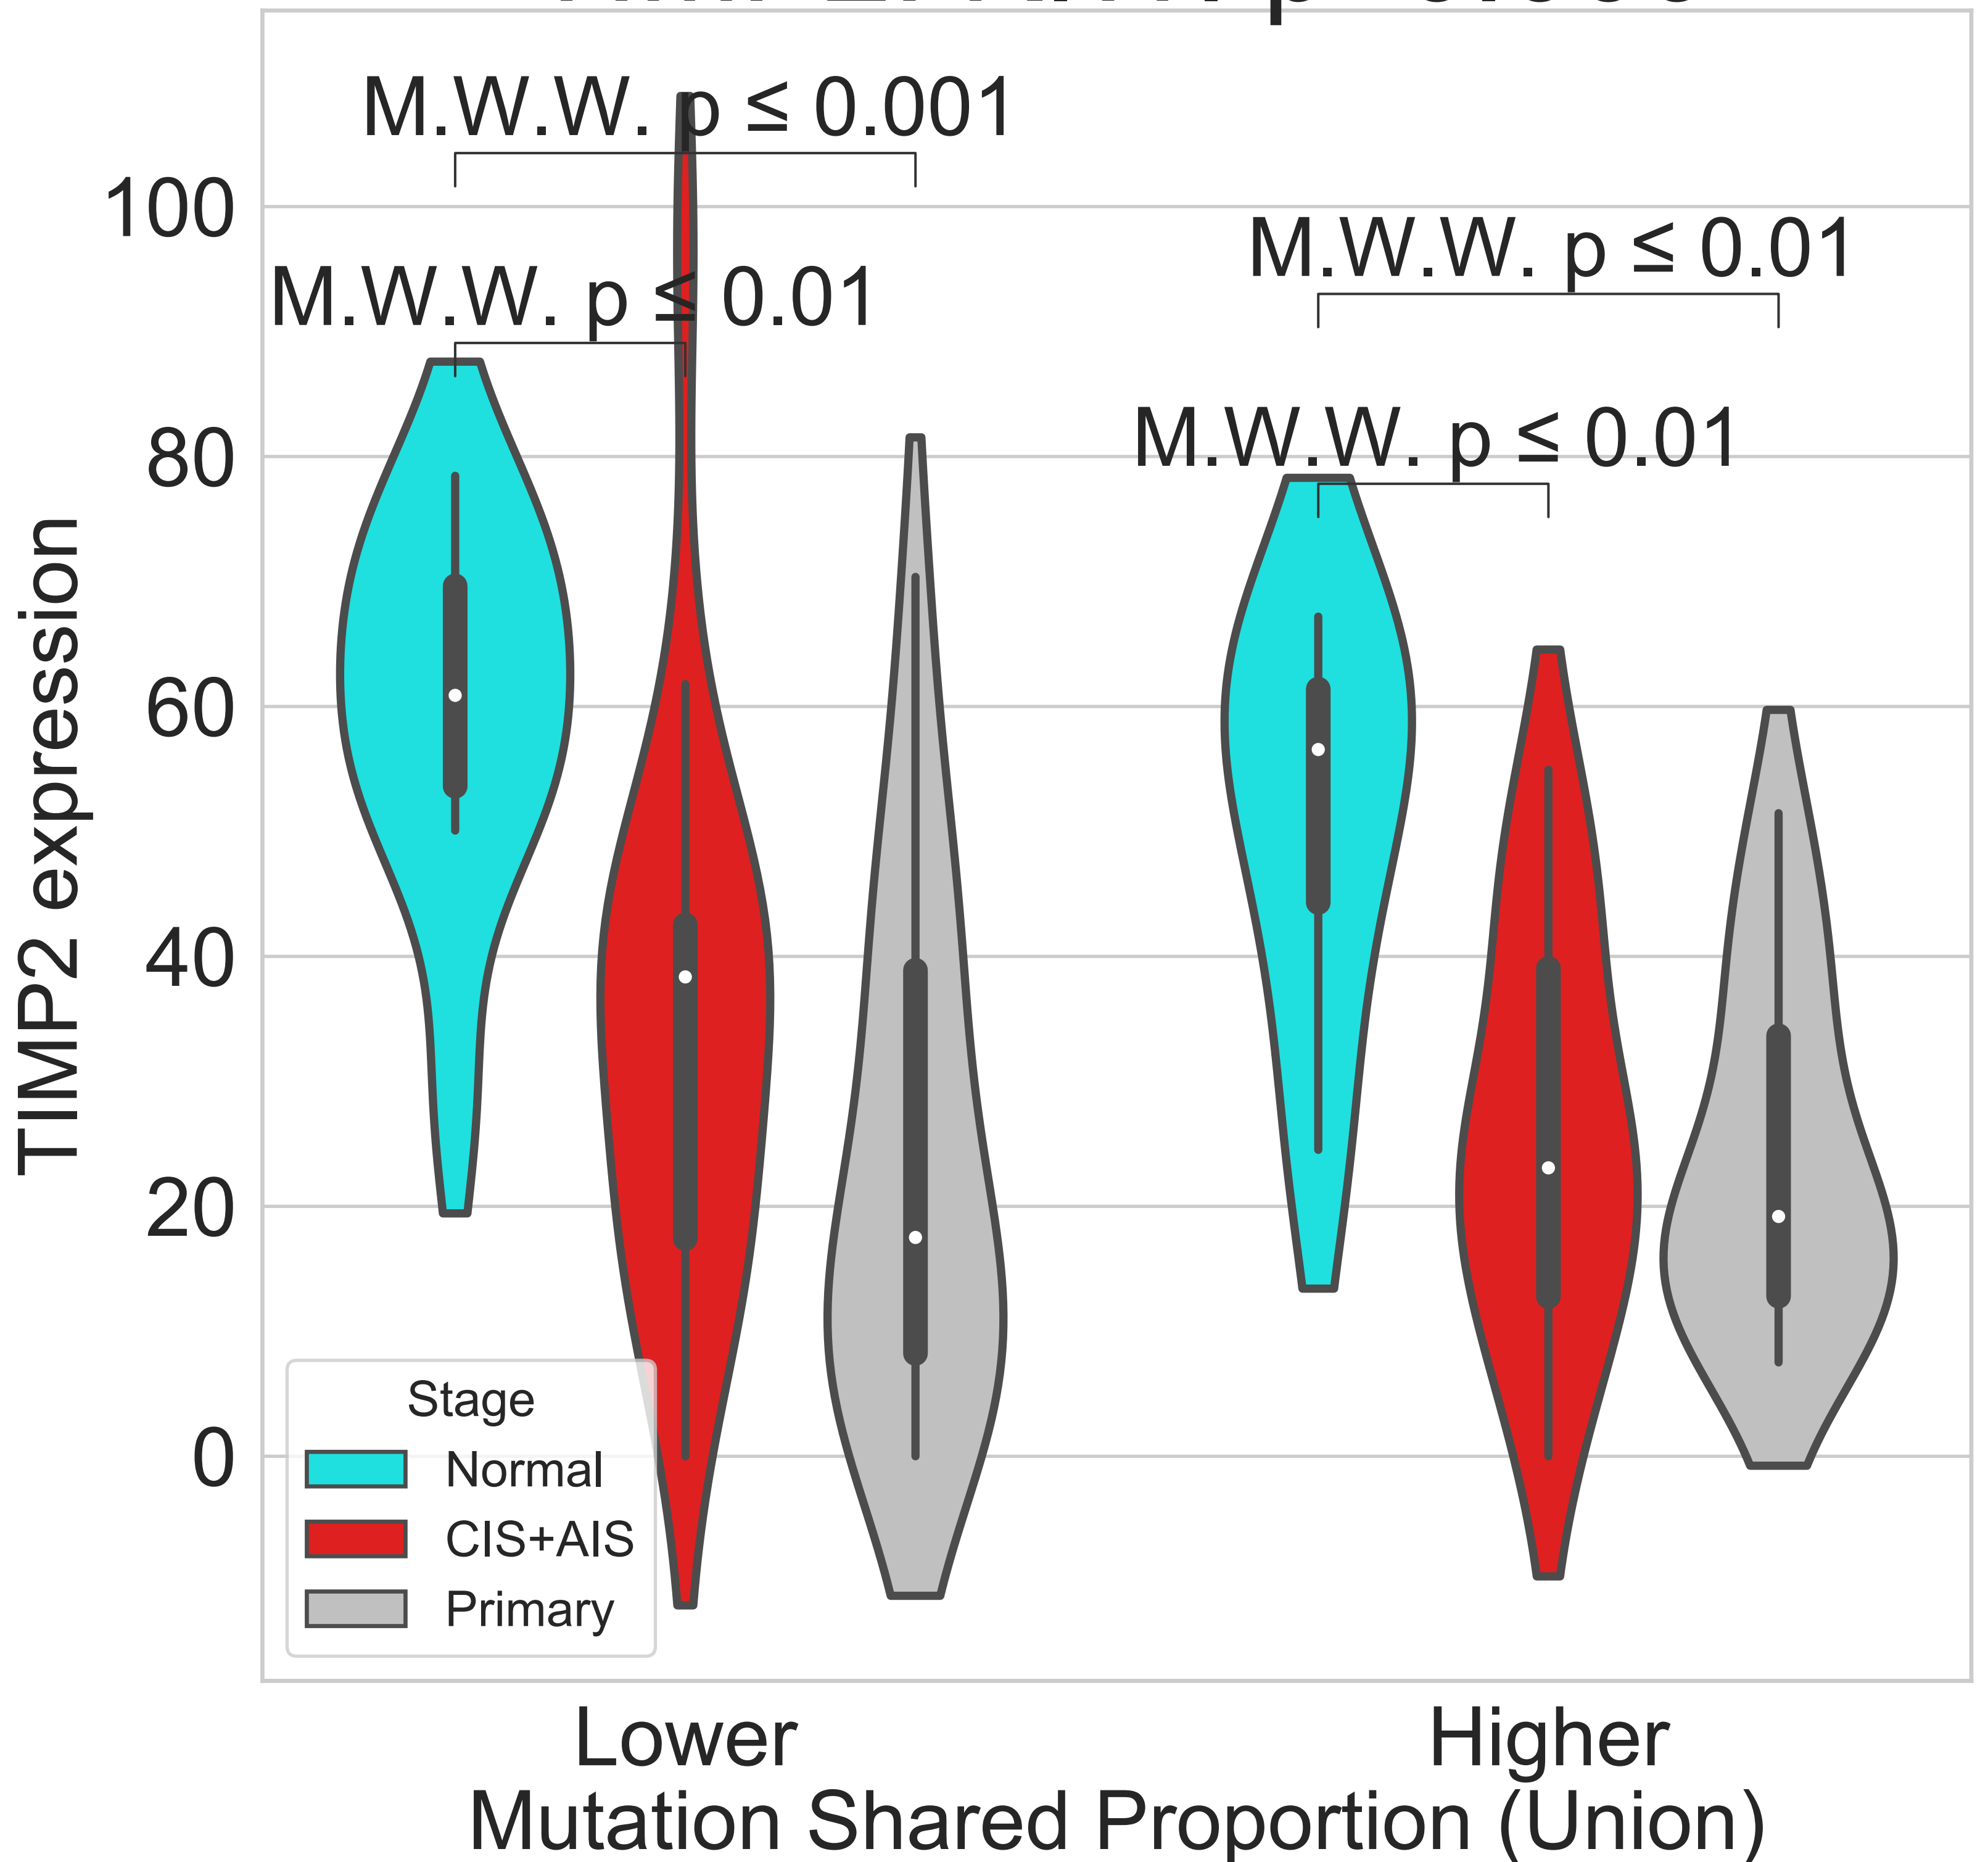 M.W.W. p ≤ 0.001
100
M.W.W. p ≤ 0.01
M.W.W. p ≤ 0.01
M.W.W. p ≤ 0.01
80
60
40
20
0
TIMP2 expression
Stage
Normal
CIS+AIS
Primary
Lower
Higher
Mutation Shared Proportion (Union)